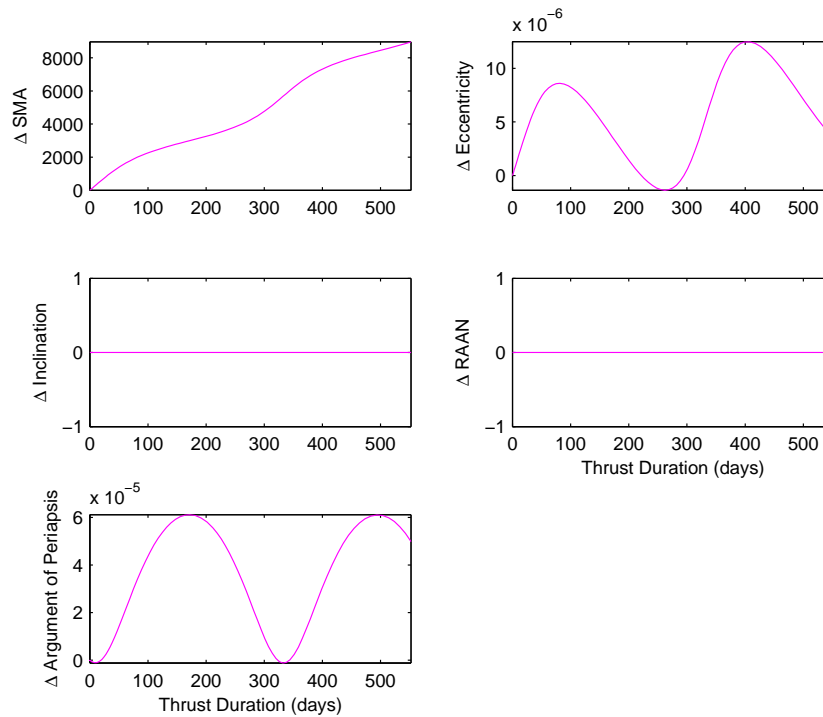 Δ SMA
8000
6000
4000
2000
0
0 100 200 300 400 500
x 10⁻⁶
Δ Eccentricity
10
5
0
0 100 200 300 400 500
Δ Inclination
1
0
−1
0 100 200 300 400 500
Δ RAAN
1
0
−1
0 100 200 300 400 500
Thrust Duration (days)
x 10⁻⁵
Δ Argument of Periapsis
6
4
2
0
0 100 200 300 400 500
Thrust Duration (days)